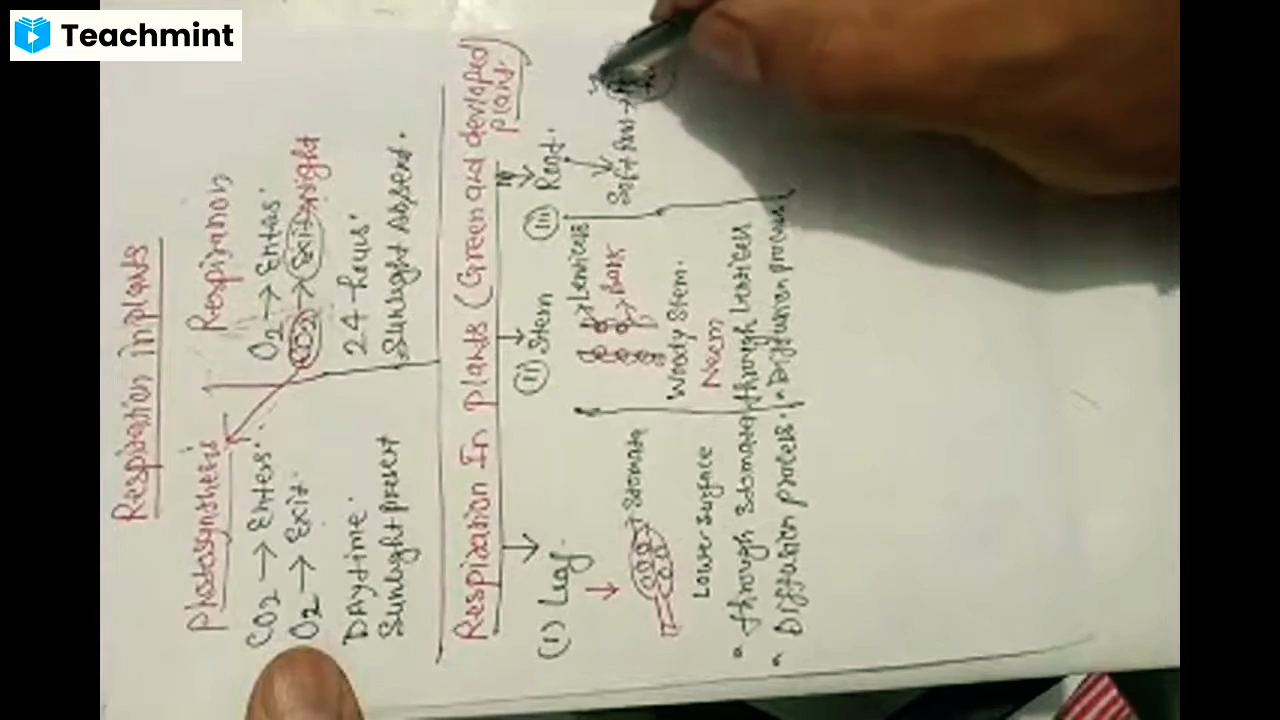 Teachmint
Respiration in plants
Photosynthesis
CO2 → Enters
O2 → Exit
Daytime
Sunlight present
Respiration
O2 → Enters
CO2 → Exit Night
24 hours
Sunlight Absent.
Respiration In plants (Green and developed plant)
(i) Leaf
→ Stomata
Lower surface
" through stomata
" Diffusion process.
(ii) Stem
→ Lenticels
→ Bark
Woody Stem.
Neem
" through lenticels
" Diffusion process
(iii) Root